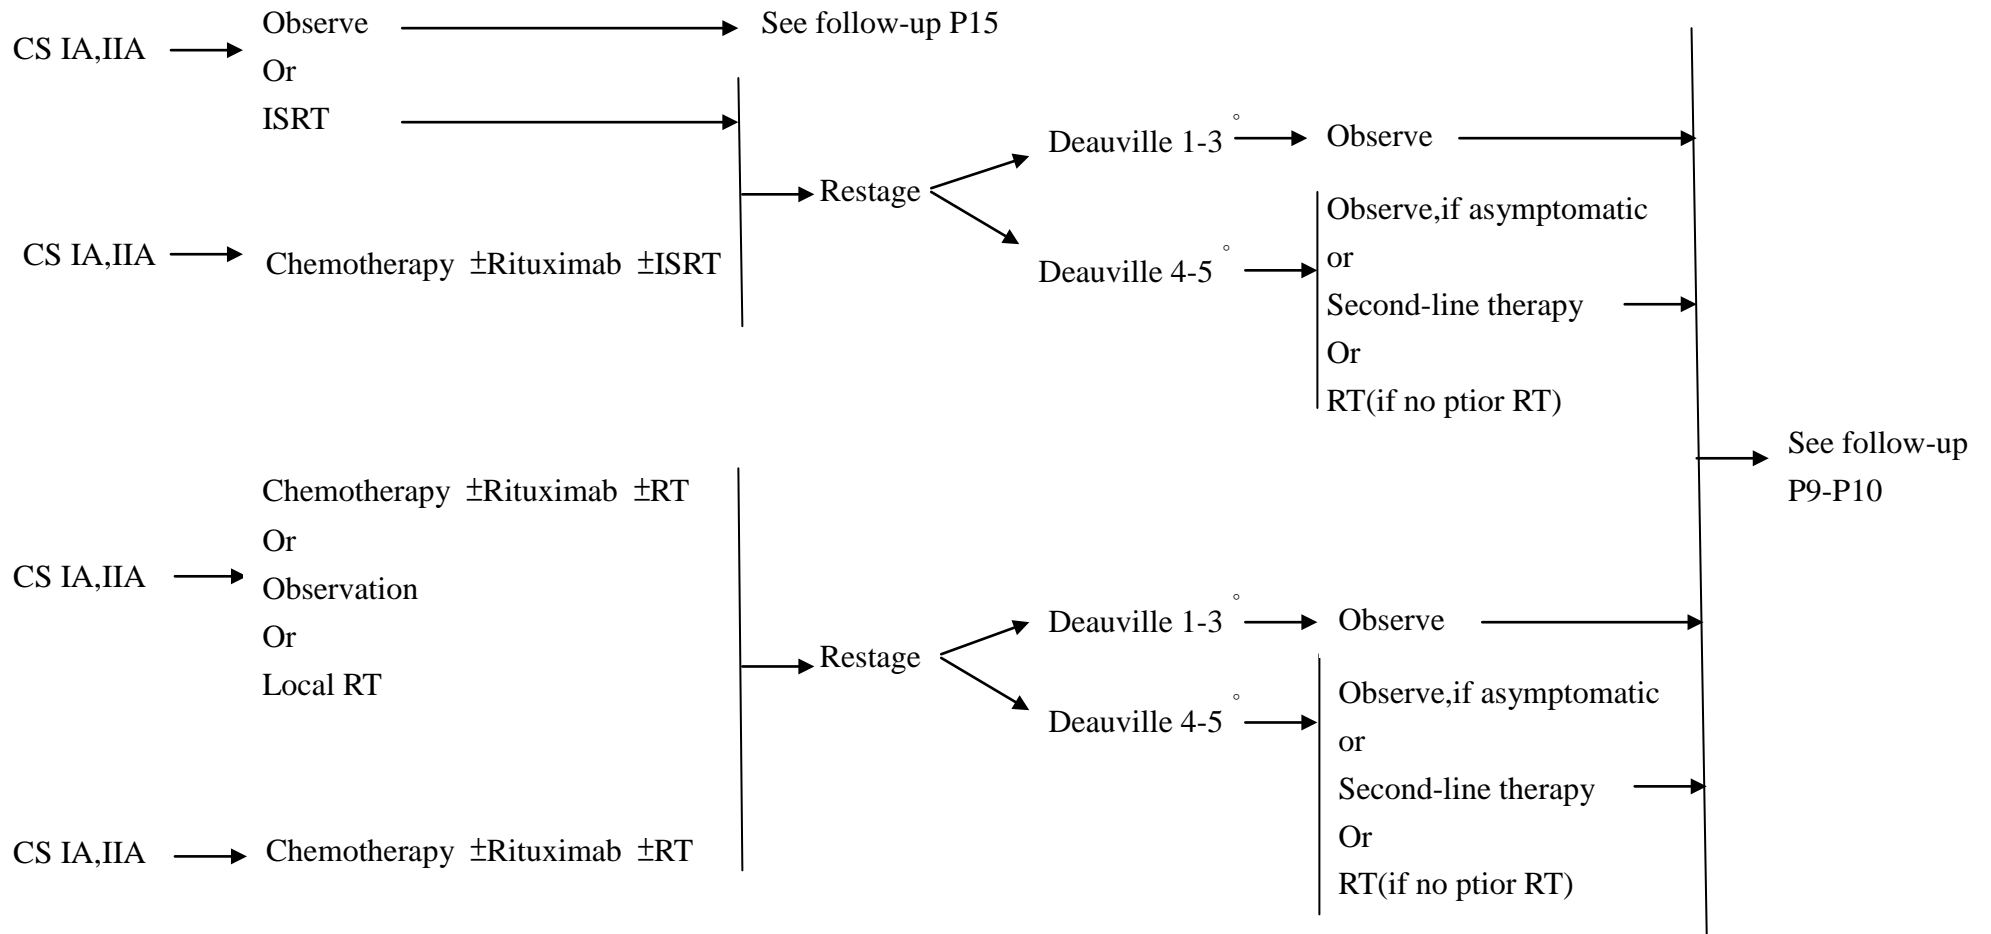 CS IA,IIA
Observe
Or
ISRT
See follow-up P15
CS IA,IIA
Chemotherapy ±Rituximab ±ISRT
Restage
Deauville 1-3 °
Observe
Deauville 4-5 °
Observe,if asymptomatic
or
Second-line therapy
Or
RT(if no ptior RT)
CS IA,IIA
Chemotherapy ±Rituximab ±RT
Or
Observation
Or
Local RT
CS IA,IIA
Chemotherapy ±Rituximab ±RT
Restage
Deauville 1-3 °
Observe
Deauville 4-5 °
Observe,if asymptomatic
or
Second-line therapy
Or
RT(if no ptior RT)
See follow-up
P9-P10